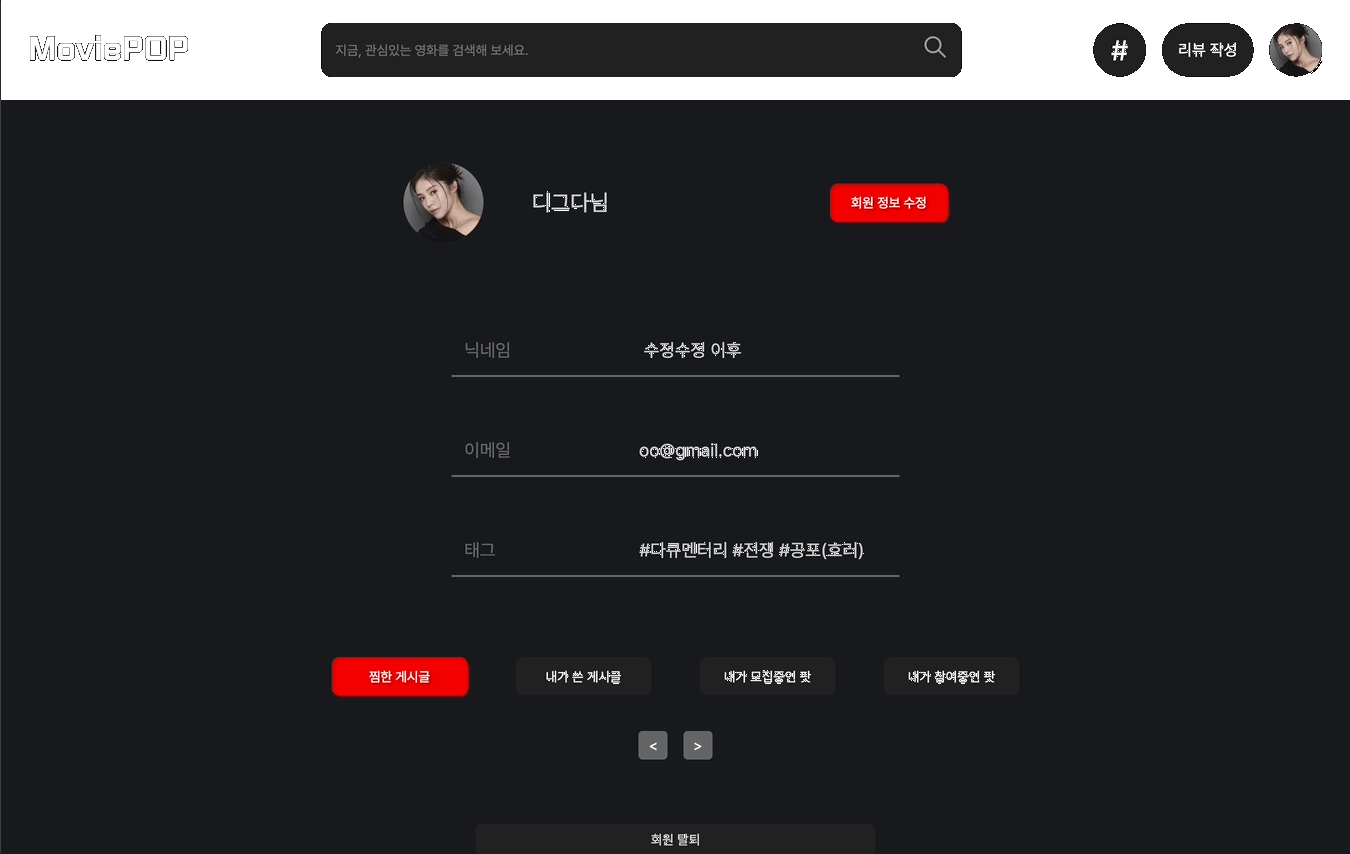 MoviePOP
지금, 관심있는 영화를 검색해 보세요.
#
리뷰 작성
디그다님
회원 정보 수정
닉네임
수정수정 이후
이메일
oo@gmail.com
태그
#다큐멘터리 #전쟁 #공포(호러)
찜한 게시글
내가 쓴 게시글
내가 모집중인 팟
내가 참여중인 팟
<
>
회원 탈퇴